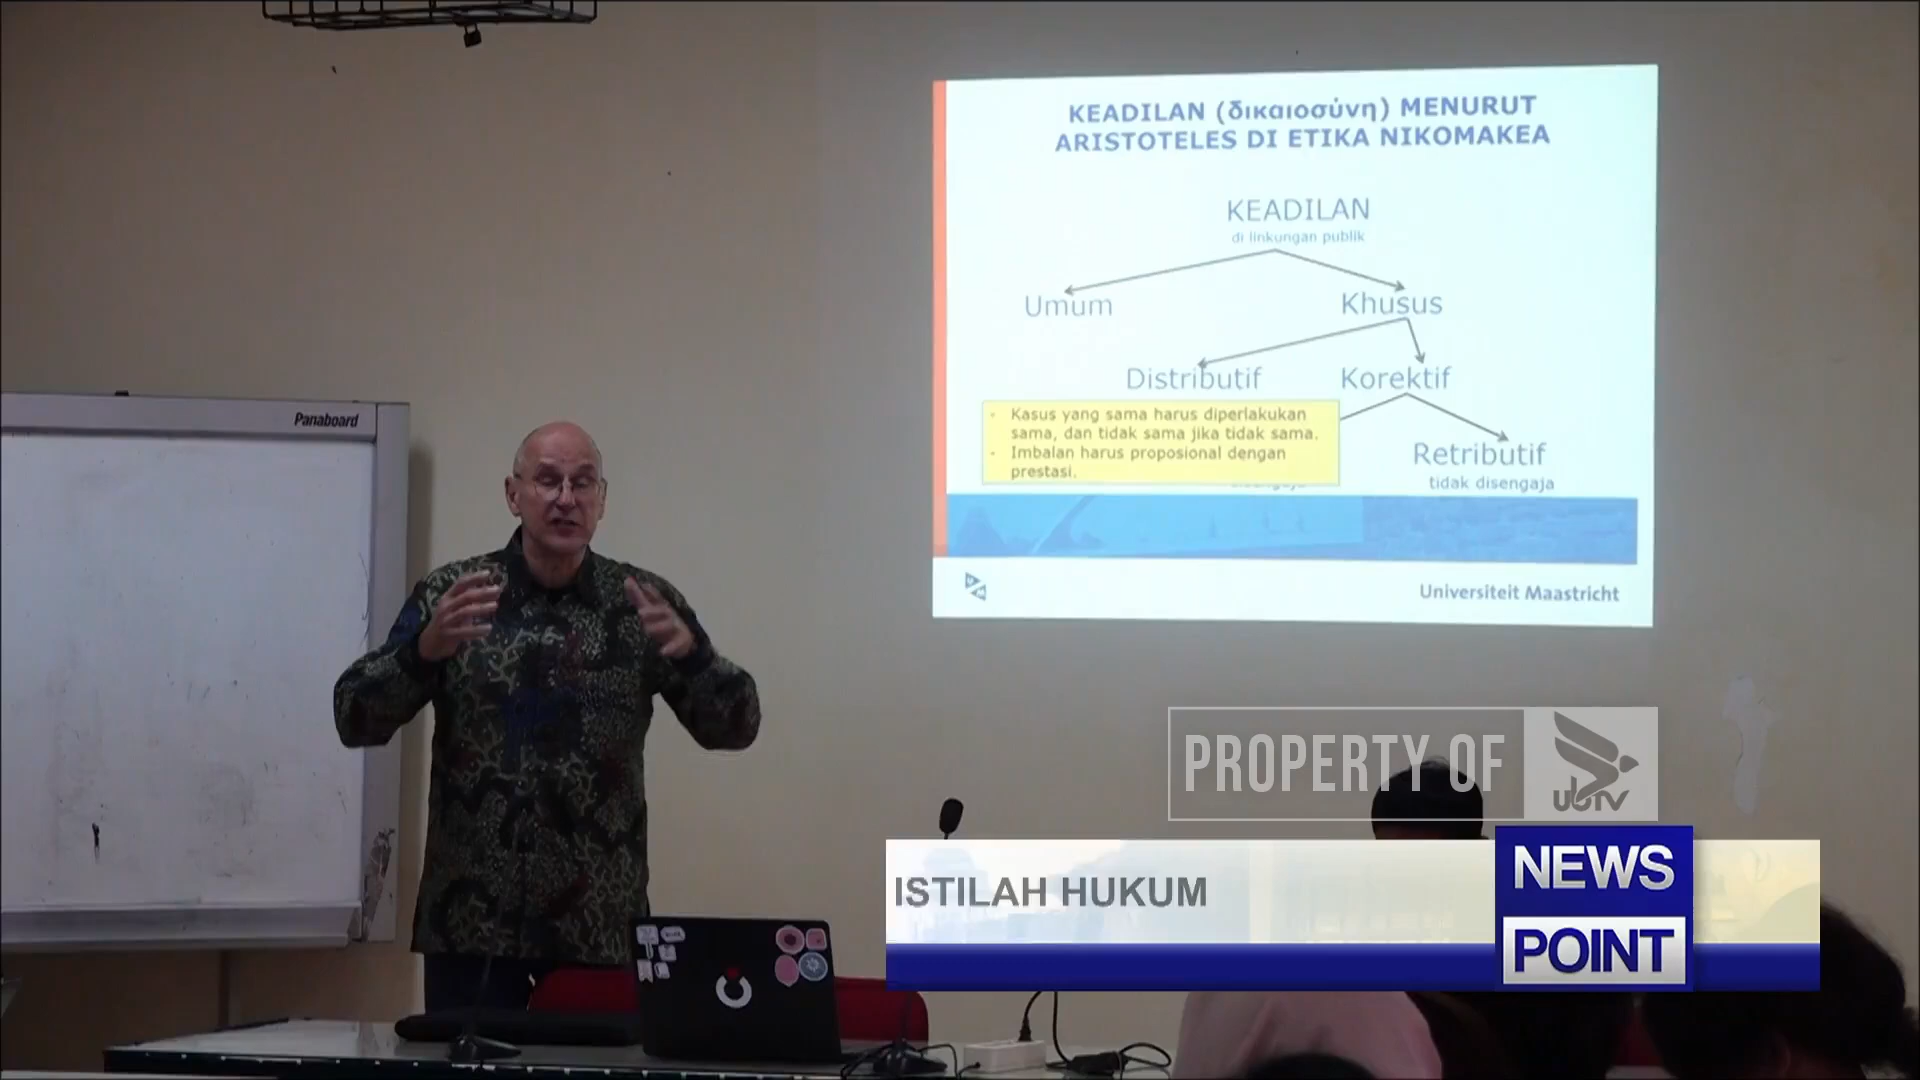 KEADILAN (δικαιοσύνη) MENURUT
ARISTOTELES DI ETIKA NIKOMAKEA
KEADILAN
di linkungan publik
Umum
Khusus
Distributif
Korektif
- Kasus yang sama harus diperlakukan
sama, dan tidak sama jika tidak sama.
- Imbalan harus proposional dengan
prestasi.
Retributif
tidak disengaja
Universiteit Maastricht
Panaboard
PROPERTY OF
UBTV
ISTILAH HUKUM
NEWS
POINT